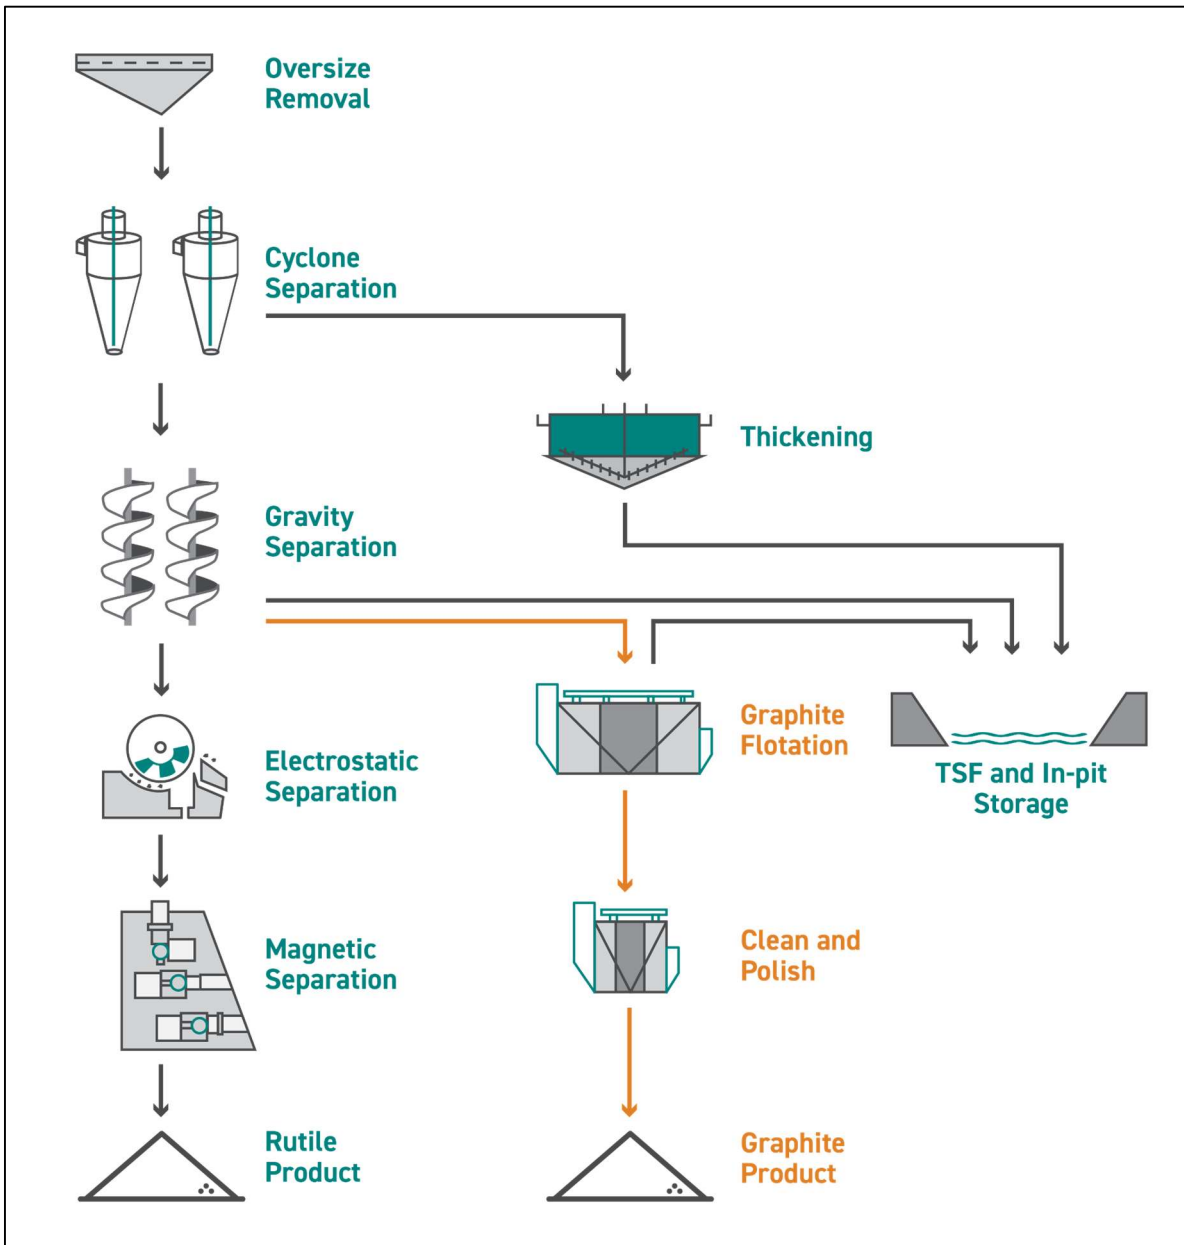 Oversize
Removal
Cyclone
Separation
Thickening
Gravity
Separation
Graphite
Flotation
TSF and In-pit
Storage
Electrostatic
Separation
Clean and
Polish
Magnetic
Separation
Rutile
Product
Graphite
Product